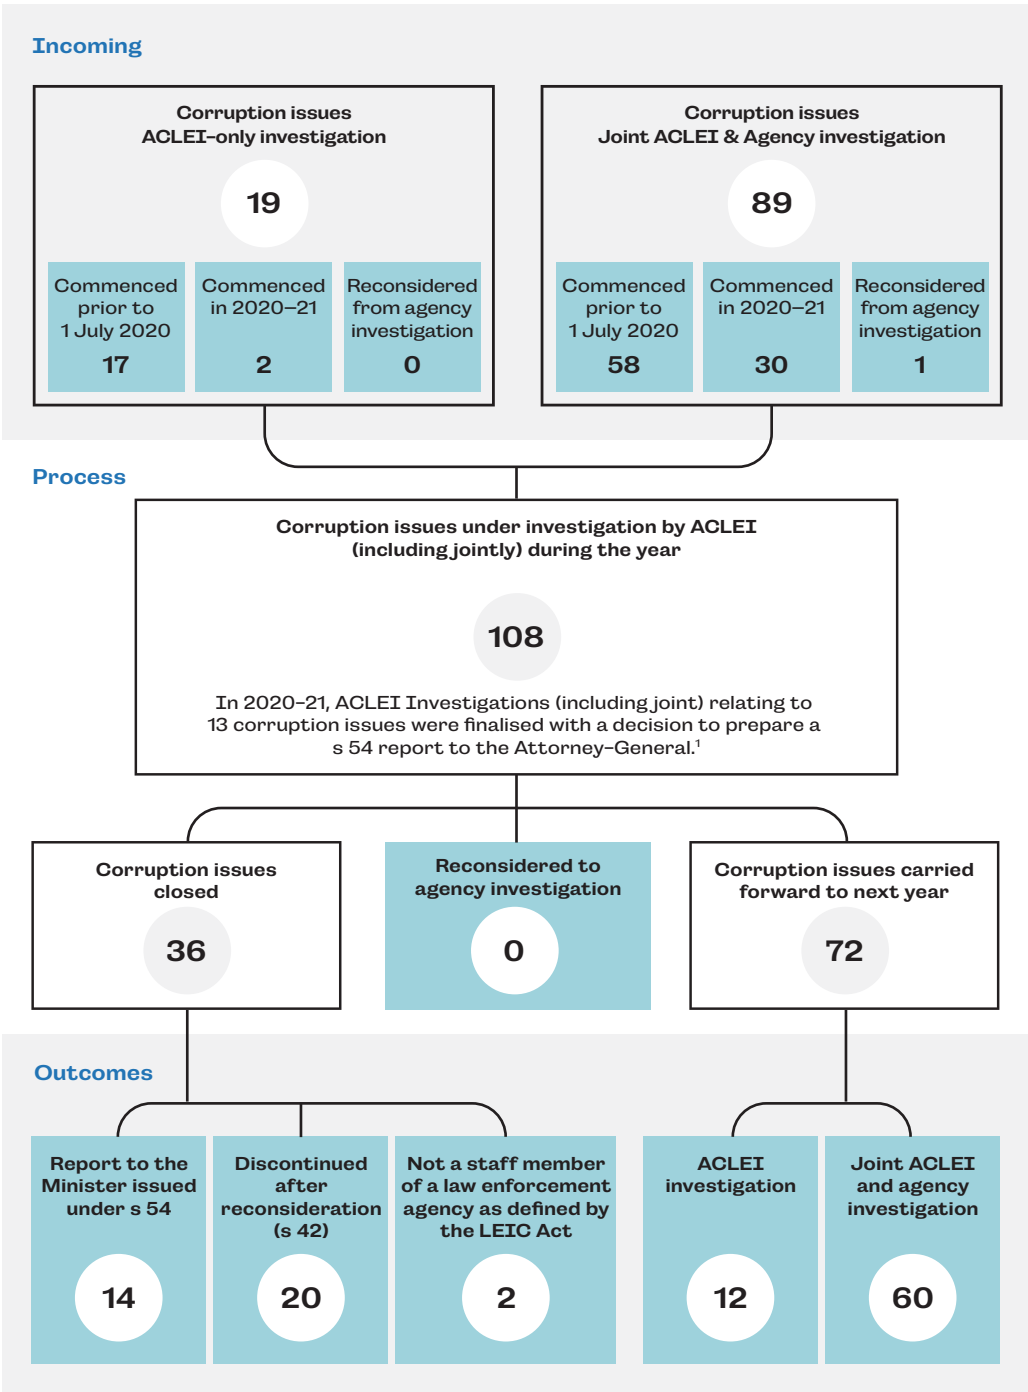 Incoming
Corruption issues
ACLEI-only investigation
19
Commenced
prior to
1 July 2020
17
Commenced
in 2020–21
2
Reconsidered
from agency
investigation
0
Corruption issues
Joint ACLEI & Agency investigation
89
Commenced
prior to
1 July 2020
58
Commenced
in 2020–21
30
Reconsidered
from agency
investigation
1
Process
Corruption issues under investigation by ACLEI
(including jointly) during the year
108
In 2020–21, ACLEI Investigations (including joint) relating to
13 corruption issues were finalised with a decision to prepare a
s 54 report to the Attorney-General.¹
Corruption issues
closed
36
Reconsidered to
agency investigation
0
Corruption issues carried
forward to next year
72
Outcomes
Report to the
Minister issued
under s 54
14
Discontinued
after
reconsideration
(s 42)
20
Not a staff member
of a law enforcement
agency as defined by
the LEIC Act
2
ACLEI
investigation
12
Joint ACLEI
and agency
investigation
60